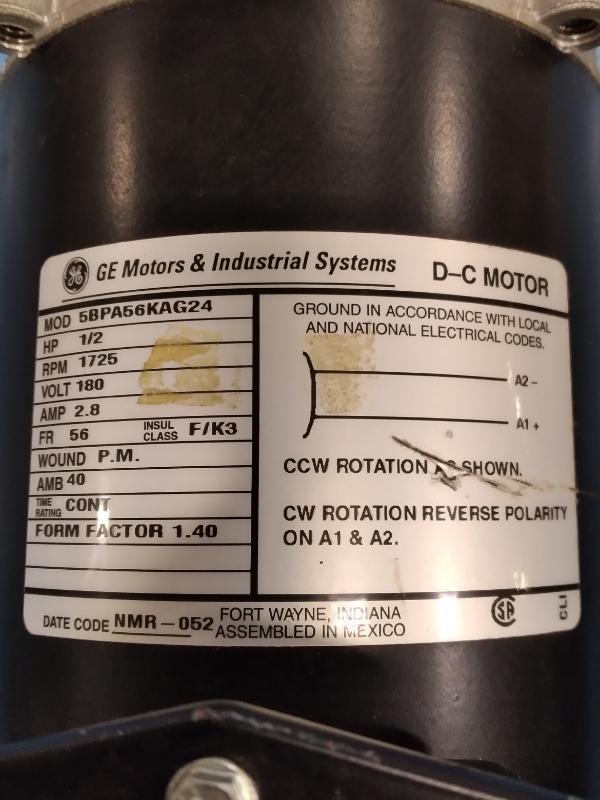 GE GE Motors & Industrial Systems
D-C MOTOR
MOD 5BPA56KAG24
HP 1/2
RPM 1725
VOLT 180
AMP 2.8
FR 56 INSUL CLASS F/K3
WOUND P.M.
AMB 40
TIME RATING CONT
FORM FACTOR 1.40
GROUND IN ACCORDANCE WITH LOCAL
AND NATIONAL ELECTRICAL CODES.
A2 -
A1 +
CCW ROTATION AS SHOWN.
CW ROTATION REVERSE POLARITY
ON A1 & A2.
DATE CODE NMR-052
FORT WAYNE, INDIANA
ASSEMBLED IN MEXICO
SA
CLI